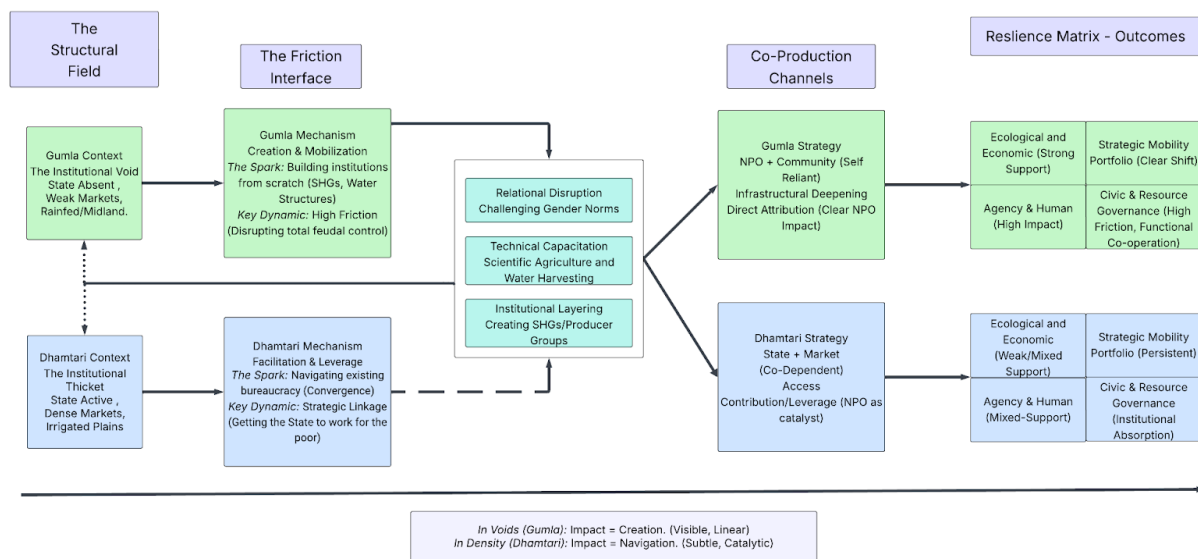 The
Structural
Field
The Friction
Interface
Co-Production
Channels
Reslience Matrix - Outcomes
Gumla Context
The Institutional Void
State Absent ,
Weak Markets,
Rainfed/Midland.
Gumla Mechanism
Creation & Mobilization
The Spark: Building institutions
from scratch (SHGs, Water
Structures)
Key Dynamic: High Friction
(Disrupting total feudal control)
Relational Disruption
Challenging Gender Norms
Technical Capacitation
Scientific Agriculture and
Water Harvesting
Institutional Layering
Creating SHGs/Producer
Groups
Gumla Strategy
NPO + Community (Self
Reliant)
Infrastructural Deepening
Direct Attribution (Clear NPO
Impact)
Ecological and
Economic (Strong
Support)
Strategic Mobility
Portfolio (Clear Shift)
Agency & Human
(High Impact)
Civic & Resource
Governance (High
Friction, Functional
Co-operation)
Dhamtari Context
The Institutional
Thicket
State Active ,
Dense Markets,
Irrigated Plains
Dhamtari Mechanism
Facilitation & Leverage
The Spark: Navigating existing
bureaucracy (Convergence)
Key Dynamic: Strategic Linkage
(Getting the State to work for the
poor)
Dhamtari Strategy
State + Market
(Co-Dependent)
Access
Contribution/Leverage (NPO as
catalyst)
Ecological and
Economic
(Weak/Mixed
Support)
Strategic Mobility
Portfolio (Persistent)
Agency & Human
(Mixed-Support)
Civic & Resource
Governance
(Institutional
Absorption)
In Voids (Gumla): Impact = Creation. (Visible, Linear)
In Density (Dhamtari): Impact = Navigation. (Subtle, Catalytic)